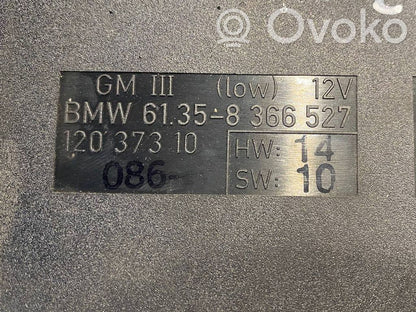 Ovoko
GM III (low) 12V
BMW 61.35-8 366 527
120 373 10 HW: 14
086- SW: 10